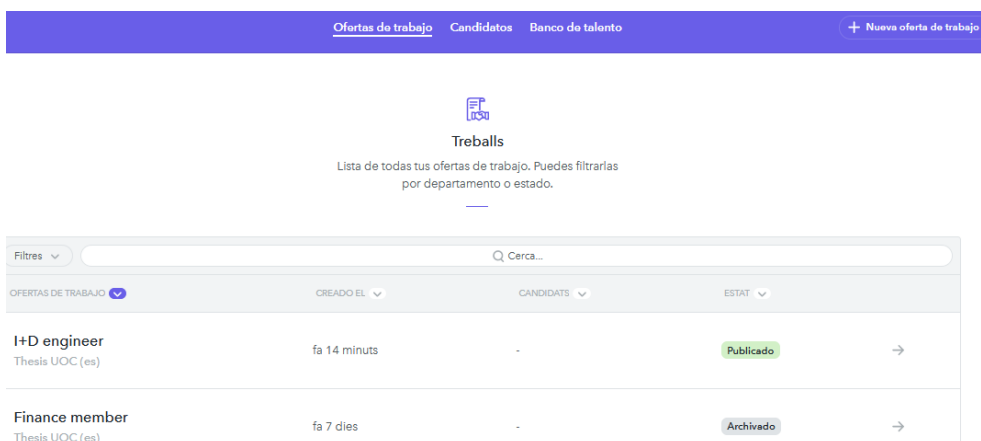 Ofertas de trabajo Candidatos Banco de talento + Nueva oferta de trabajo
Treballs
Lista de todas tus ofertas de trabajo. Puedes filtrarlas
por departamento o estado.
Filtres Cerca...
OFERTAS DE TRABAJO CREADO EL CANDIDATS ESTAT
I+D engineer
Thesis UOC (es)
fa 14 minuts - Publicado
Finance member
Thesis UOC (es)
fa 7 dies - Archivado